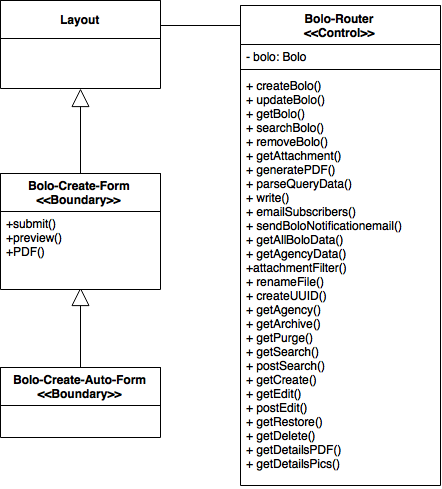 Layout
Bolo-Create-Form
<<Boundary>>
+submit()
+preview()
+PDF()
Bolo-Create-Auto-Form
<<Boundary>>
Bolo-Router
<<Control>>
- bolo: Bolo
+ createBolo()
+ updateBolo()
+ getBolo()
+ searchBolo()
+ removeBolo()
+ getAttachment()
+ generatePDF()
+ parseQueryData()
+ write()
+ emailSubscribers()
+ sendBoloNotificationemail()
+ getAllBoloData()
+ getAgencyData()
+attachmentFilter()
+ renameFile()
+ createUUID()
+ getAgency()
+ getArchive()
+ getPurge()
+ getSearch()
+ postSearch()
+ getCreate()
+ getEdit()
+ postEdit()
+ getRestore()
+ getDelete()
+ getDetailsPDF()
+ getDetailsPics()